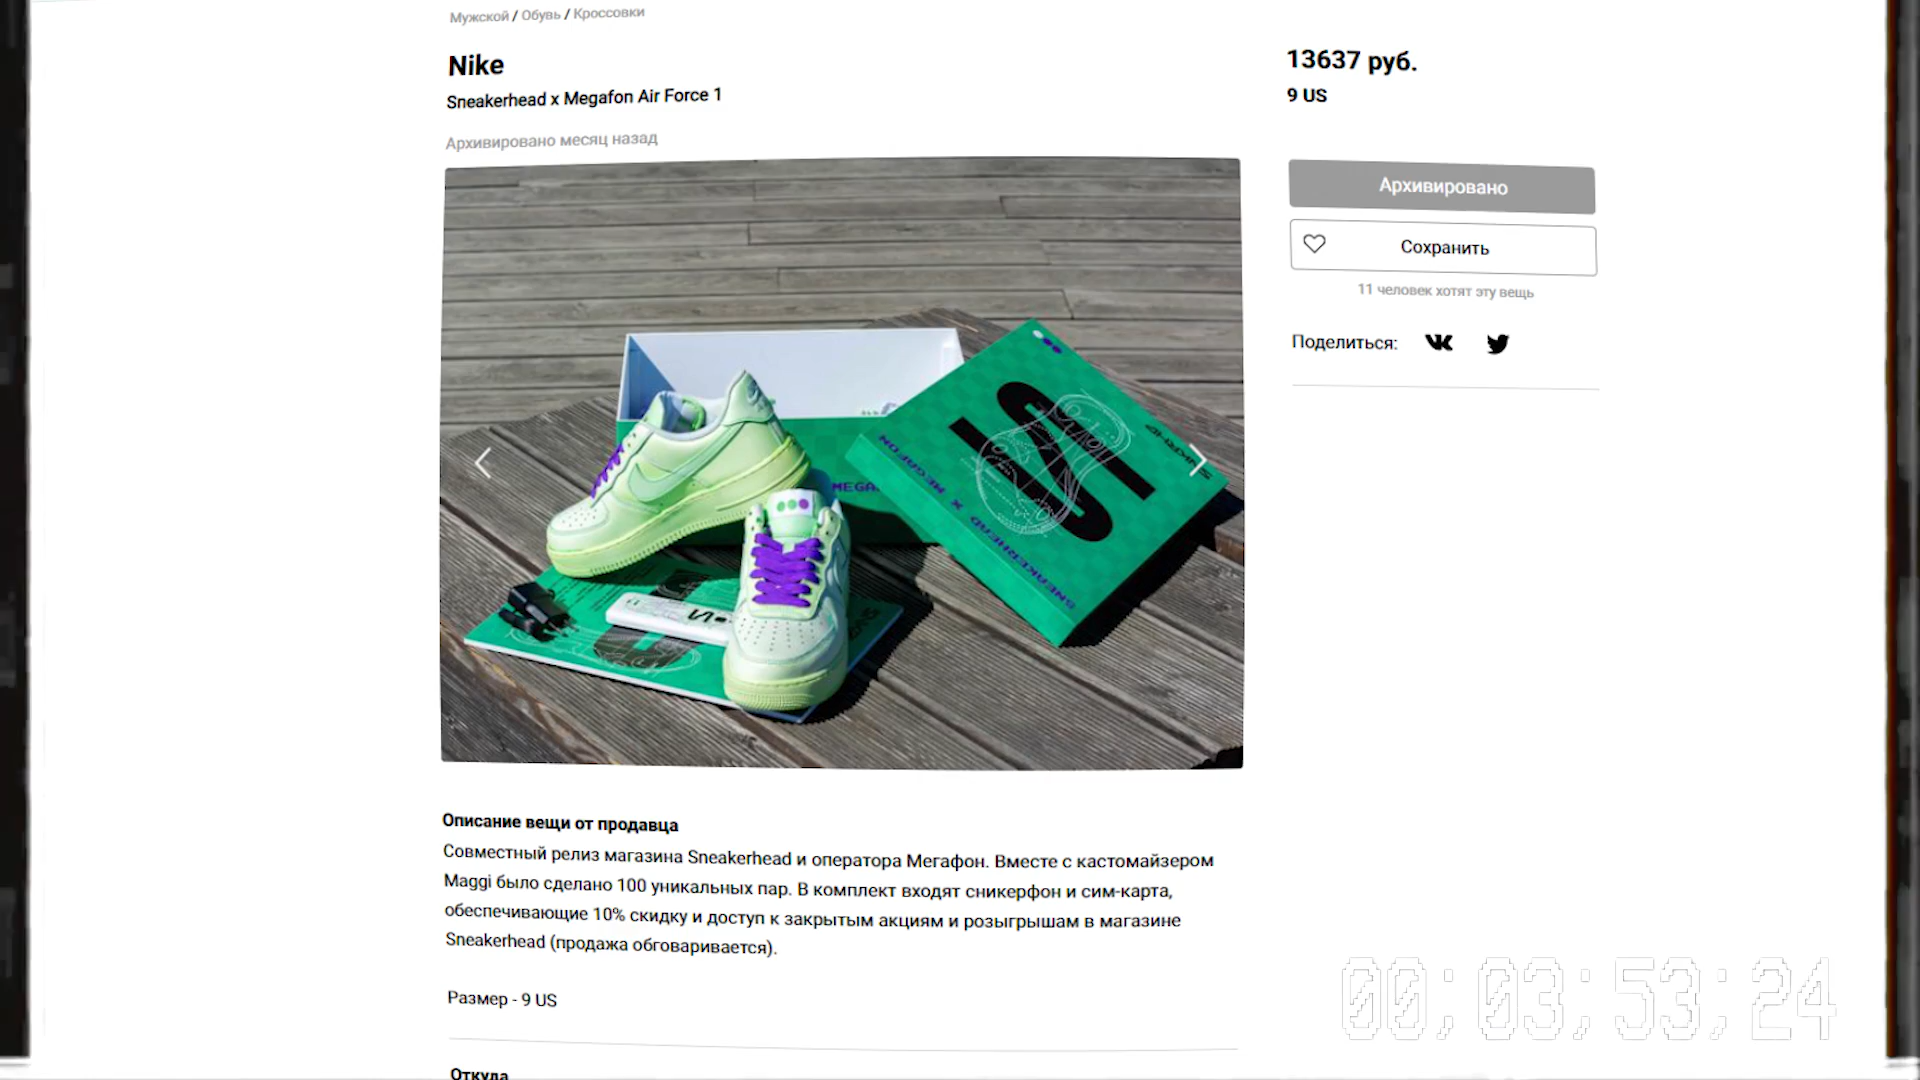 Мужской / Обувь / Кроссовки
Nike
Sneakerhead x Megafon Air Force 1
Архивировано месяц назад
13637 руб.
9 US
Архивировано
Сохранить
11 человек хотят эту вещь
Поделиться:
SNEAKERHEAD X MEGAFON
Описание вещи от продавца
Совместный релиз магазина Sneakerhead и оператора Мегафон. Вместе с кастомайзером
Maggi было сделано 100 уникальных пар. В комплект входят сникерфон и сим-карта,
обеспечивающие 10% скидку и доступ к закрытым акциям и розыгрышам в магазине
Sneakerhead (продажа обговаривается).
Размер - 9 US
Откуда
00;03;53;24